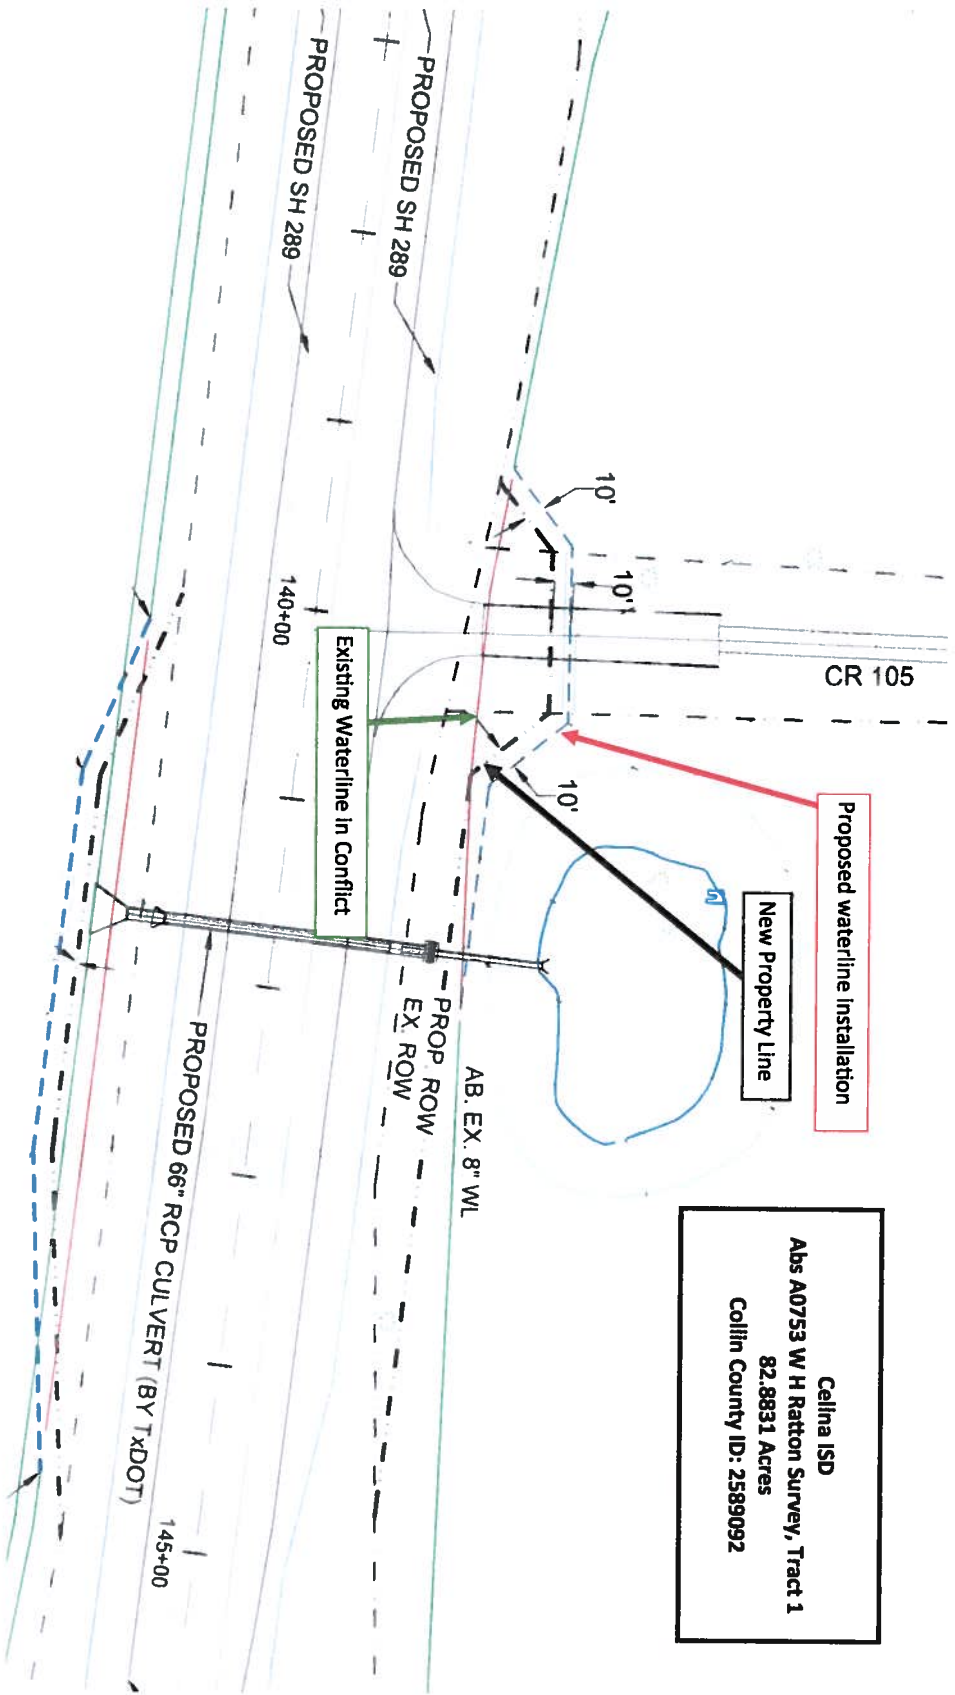 Celina ISD
Abs A0753 W H Ratton Survey, Tract 1
82.8831 Acres
Collin County ID: 2589092
Proposed waterline installation
New Property Line
CR 105
10'
10'
10'
PROPOSED SH 289
PROPOSED SH 289
Existing Waterline in Conflict
140+00
AB. EX. 8" WL
PROP. ROW
EX. ROW
PROPOSED 66" RCP CULVERT (BY TxDOT)
145+00